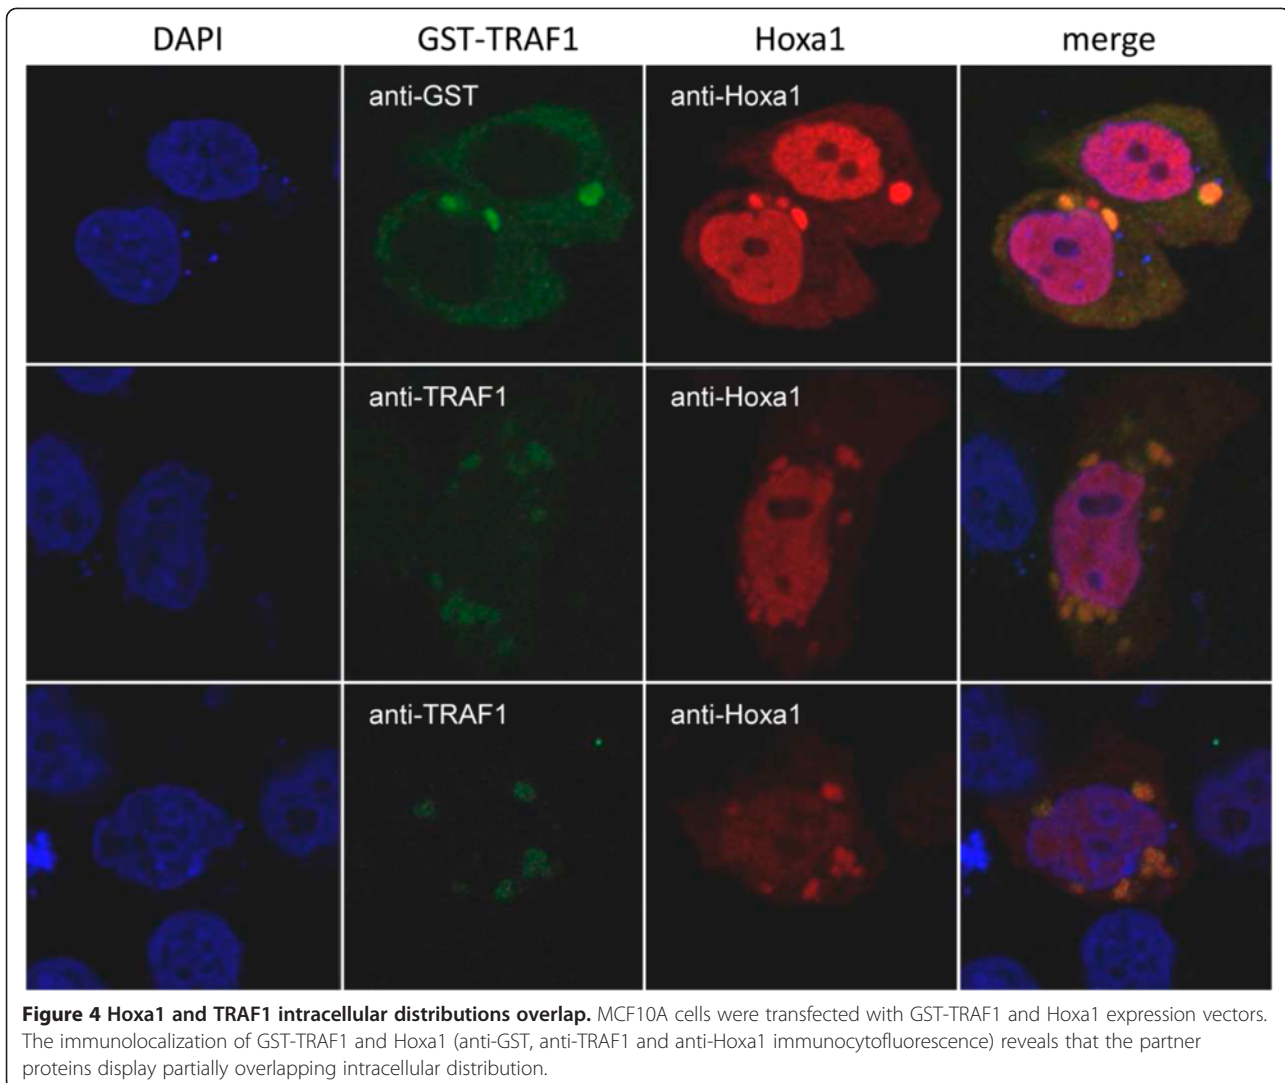 DAPI GST-TRAF1 Hoxa1 merge
anti-GST anti-Hoxa1
anti-TRAF1 anti-Hoxa1
anti-TRAF1 anti-Hoxa1
Figure 4 Hoxa1 and TRAF1 intracellular distributions overlap. MCF10A cells were transfected with GST-TRAF1 and Hoxa1 expression vectors.
The immunolocalization of GST-TRAF1 and Hoxa1 (anti-GST, anti-TRAF1 and anti-Hoxa1 immunocytofluorescence) reveals that the partner
proteins display partially overlapping intracellular distribution.